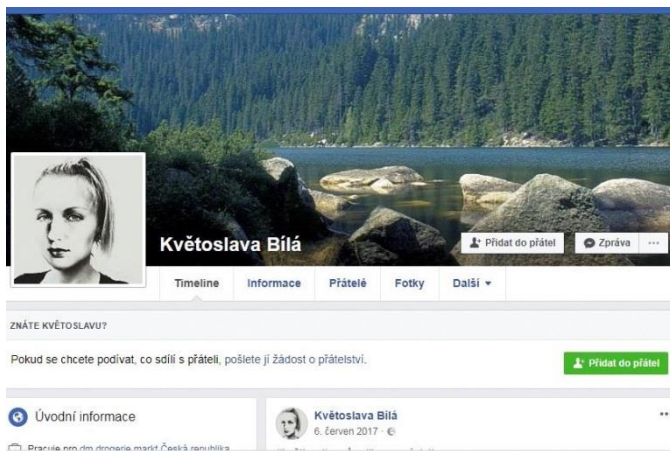 Květoslava Bílá
Přidat do přátel
Zpráva
Timeline Informace Přátelé Fotky Další
ZNÁTE KVĚTOSLAVU?
Pokud se chcete podívat, co sdílí s přáteli, pošlete jí žádost o přátelství.
Přidat do přátel
Úvodní informace
Pracuje pro dm drogerie markt Česká republika
Květoslava Bílá
6. červen 2017 ·